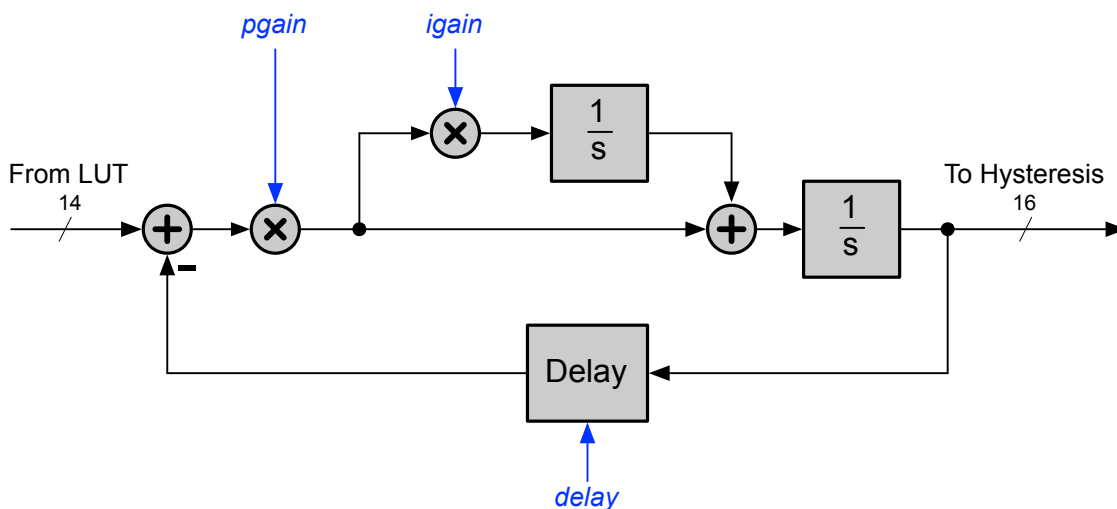 pgain
igain
1
s
From LUT
14
1
s
To Hysteresis
16
Delay
delay